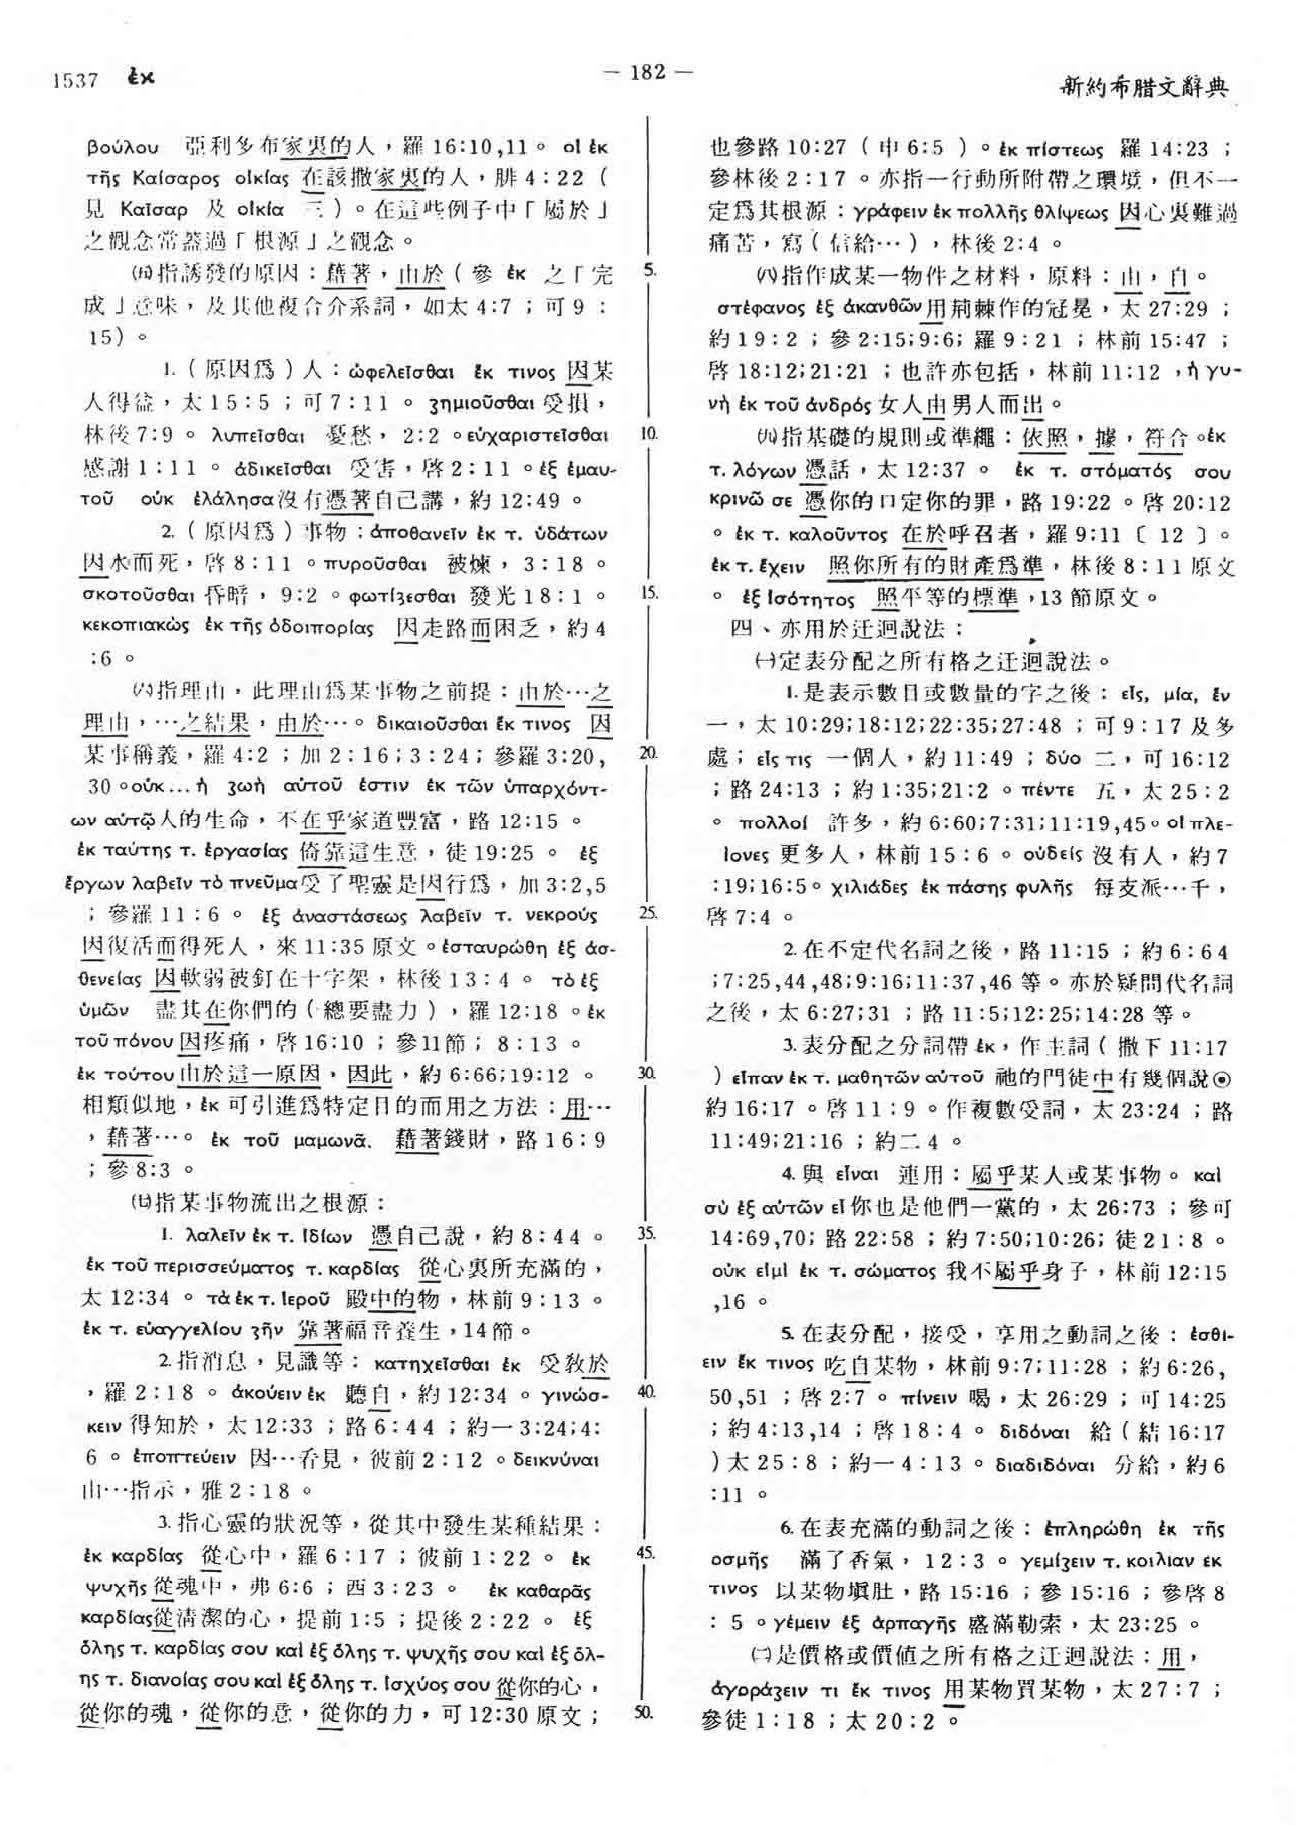 1537 ἐκ
— 182 —
新約希腊文辭典
βούλου 亞利多布家裏的人，羅 16:10,11。 οἱ ἐκ
τῆς Καίσαρος οἰκίας 在該撒家裏的人，腓 4:22（
見 Καῖσαρ 及 οἰκία 三）。在這些例子中「屬於」
之觀念常蓋過「根源」之觀念。
㈤指誘發的原因：藉著，由於（參 ἐκ 之「完
成」意味，及其他複合介系詞，如太 4:7；可 9:
15）。
1.（原因爲）人：ὠφελεῖσθαι ἔκ τινος 因某
人得益，太 15:5；可 7:11。 ζημιοῦσθαι 受損，
林後 7:9。 λυπεῖσθαι 憂愁， 2:2。εὐχαριστεῖσθαι
感謝 1:11。 ἀδικεῖσθαι 受害，啓 2:11。ἐξ ἐμαυ-
τοῦ οὐκ ἐλάλησα沒有憑著自己講，約 12:49。
2.（原因爲）事物：ἀποθανεῖν ἐκ τ. ὑδάτων
因水而死，啓 8:11。πυροῦσθαι 被煉， 3:18。
σκοτοῦσθαι 昏暗， 9:2。φωτίζεσθαι 發光 18:1。
κεκοπιακὼς ἐκ τῆς ὁδοιπορίας 因走路而困乏，約 4
:6。
㈥指理由，此理由爲某事物之前提：由於…之
理由，…之結果，由於…。δικαιοῦσθαι ἔκ τινος 因
某事稱義，羅 4:2；加 2:16;3:24；參羅 3:20,
30。οὐκ...ἡ ζωὴ αὐτοῦ ἐστιν ἐκ τῶν ὑπαρχόντ-
ων αὐτῷ人的生命，不在乎家道豐富，路 12:15。
ἐκ ταύτης τ. ἐργασίας 倚靠這生意，徒 19:25。 ἐξ
ἔργων λαβεῖν τὸ πνεῦμα受了聖靈是因行爲，加 3:2,5
；參羅 11:6。 ἐξ ἀναστάσεως λαβεῖν τ. νεκροὺς
因復活而得死人，來 11:35 原文。ἐσταυρώθη ἐξ ἀσ-
θενείας 因軟弱被釘在十字架，林後 13:4。 τὸ ἐξ
ὑμῶν 盡其在你們的（總要盡力），羅 12:18。ἐκ
τοῦ πόνου 因疼痛，啓 16:10；參11節；8:13。
ἐκ τούτου 由於這一原因，因此，約 6:66;19:12。
相類似地，ἐκ 可引進爲特定目的而用之方法：用…
，藉著…。ἐκ τοῦ μαμωνᾶ. 藉著錢財，路 16:9
；參 8:3。
㈦指某事物流出之根源：
1. λαλεῖν ἐκ τ. ἰδίων 憑自己說，約 8:44。
ἐκ τοῦ περισσεύματος τ. καρδίας 從心裏所充滿的，
太 12:34。 τὰ ἐκ τ. ἱεροῦ 殿中的物，林前 9:13。
ἐκ τ. εὐαγγελίου ζῆν 靠著福音養生，14節。
2.指消息，見識等：κατηχεῖσθαι ἐκ 受敎於
，羅 2:18。 ἀκούειν ἐκ 聽自，約 12:34。γινώσ-
κειν 得知於，太 12:33；路 6:44；約一 3:24;4:
6。ἐποπτεύειν 因…看見，彼前 2:12。δεικνύναι
由…指示，雅 2:18。
3.指心靈的狀況等，從其中發生某種結果：
ἐκ καρδίας 從心中，羅 6:17；彼前 1:22。 ἐκ
ψυχῆς 從魂中，弗 6:6；西 3:23。 ἐκ καθαρᾶς
καρδίας從清潔的心，提前 1:5；提後 2:22。 ἐξ
ὅλης τ. καρδίας σου καὶ ἐξ ὅλης τ. ψυχῆς σου καὶ ἐξ ὅλ-
ης τ. διανοίας σου καὶ ἐξ ὅλης τ. ἰσχύος σου 從你的心，
從你的魂，從你的意，從你的力，可 12:30 原文；
5.
10.
15.
20.
25.
30.
35.
40.
45.
50.
也參路 10:27（申 6:5）。ἐκ πίστεως 羅 14:23；
參林後 2:17。亦指一行動所附帶之環境，但不一
定爲其根源：γράφειν ἐκ πολλῆς θλίψεως 因心裏難過
痛苦，寫（信給…），林後 2:4。
㈧指作成某一物件之材料，原料：由，自。
στέφανος ἐξ ἀκανθῶν用荊棘作的冠冕，太 27:29；
約 19:2；參 2:15;9:6；羅 9:21；林前 15:47；
啓 18:12;21:21；也許亦包括，林前 11:12，ἡ γυ-
νὴ ἐκ τοῦ ἀνδρός 女人由男人而出。
㈨指基礎的規則或準繩：依照，據，符合。ἐκ
τ. λόγων 憑話，太 12:37。 ἐκ τ. στόματός σου
κρινῶ σε 憑你的口定你的罪，路 19:22。啓 20:12
。ἐκ τ. καλοῦντος 在於呼召者，羅 9:11〔 12 〕。
ἐκ τ. ἔχειν 照你所有的財產爲準，林後 8:11 原文
。 ἐξ ἰσότητος 照平等的標準，13 節原文。
四、亦用於迂迴說法：
㈠定表分配之所有格之迂迴說法。
1.是表示數目或數量的字之後：εἷς, μία, ἕν
一，太 10:29;18:12;22:35;27:48；可 9:17 及多
處；εἷς τις 一個人，約 11:49；δύο 二，可 16:12
；路 24:13；約 1:35;21:2。πέντε 五，太 25:2
。πολλοί 許多，約 6:60;7:31;11:19,45。οἱ πλε-
ίονες 更多人，林前 15:6。οὐδείς 沒有人，約 7
:19;16:5。χιλιάδες ἐκ πάσης φυλῆς 每支派…千，
啓 7:4。
2.在不定代名詞之後，路 11:15；約 6:64
;7:25,44,48;9:16;11:37,46 等。亦於疑問代名詞
之後，太 6:27;31；路 11:5;12:25;14:28 等。
3.表分配之分詞帶 ἐκ，作主詞（撒下 11:17
）εἶπαν ἐκ τ. μαθητῶν αὐτοῦ 祂的門徒中有幾個說⊙
約 16:17。啓 11:9。作複數受詞，太 23:24；路
11:49;21:16；約二 4。
4.與 εἶναι 連用：屬乎某人或某事物。καὶ
σὺ ἐξ αὐτῶν εἶ 你也是他們一黨的，太 26:73；參可
14:69,70；路 22:58；約 7:50;10:26；徒 21:8。
οὐκ εἰμὶ ἐκ τ. σώματος 我不屬乎身子，林前 12:15
,16。
5.在表分配，接受，享用之動詞之後：ἐσθί-
ειν ἔκ τινος 吃自某物，林前 9:7;11:28；約 6:26,
50,51；啓 2:7。 πίνειν 喝，太 26:29；可 14:25
；約 4:13,14；啓 18:4。 διδόναι 給（結 16:17
）太 25:8；約一 4:13。διαδιδόναι 分給，約 6
:11。
6.在表充滿的動詞之後：ἐπληρώθη ἐκ τῆς
ὀσμῆς 滿了香氣，12:3。γεμίζειν τ. κοιλιαν εκ
τινος 以某物塡肚，路 15:16；參 15:16；參啓 8
:5。γέμειν ἐξ ἁρπαγῆς 盛滿勒索，太 23:25。
㈡是價格或價值之所有格之迂迴說法：用，
ἀγοράζειν τι ἔκ τινος 用某物買某物，太 27:7；
參徒 1:18；太 20:2。